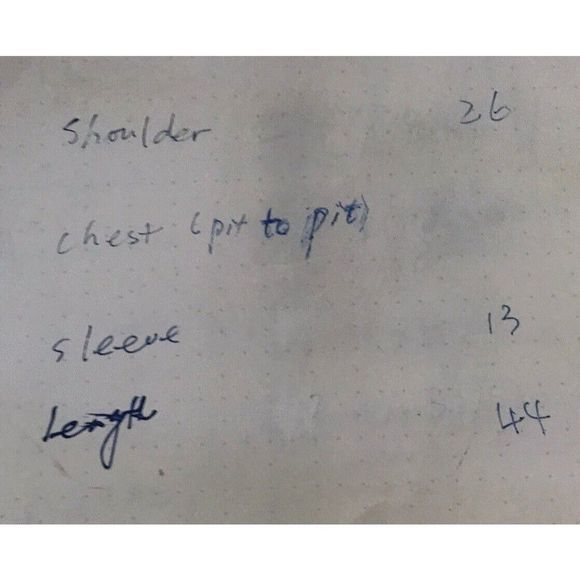 Shoulder 26
chest (pit to pit)
sleeve 13
Length 44